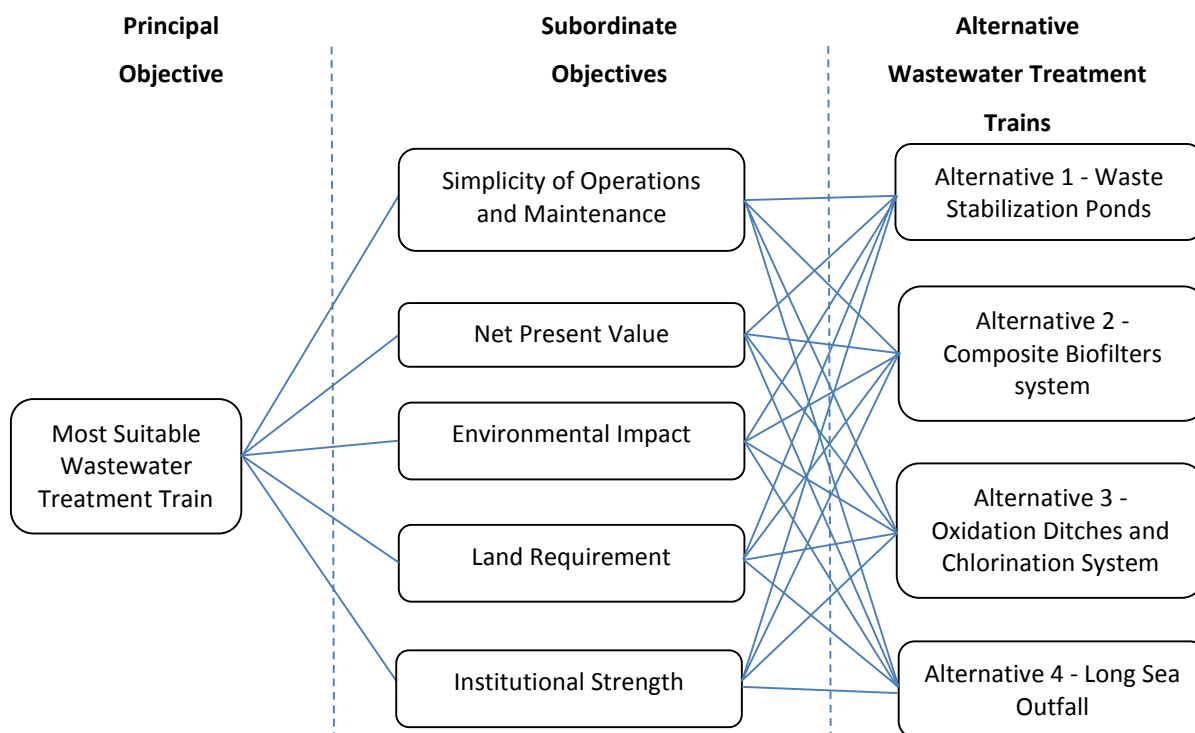 Principal
Objective
Subordinate
Objectives
Alternative
Wastewater Treatment
Trains
Most Suitable
Wastewater
Treatment Train
Simplicity of Operations
and Maintenance
Net Present Value
Environmental Impact
Land Requirement
Institutional Strength
Alternative 1 - Waste
Stabilization Ponds
Alternative 2 -
Composite Biofilters
system
Alternative 3 -
Oxidation Ditches and
Chlorination System
Alternative 4 - Long Sea
Outfall